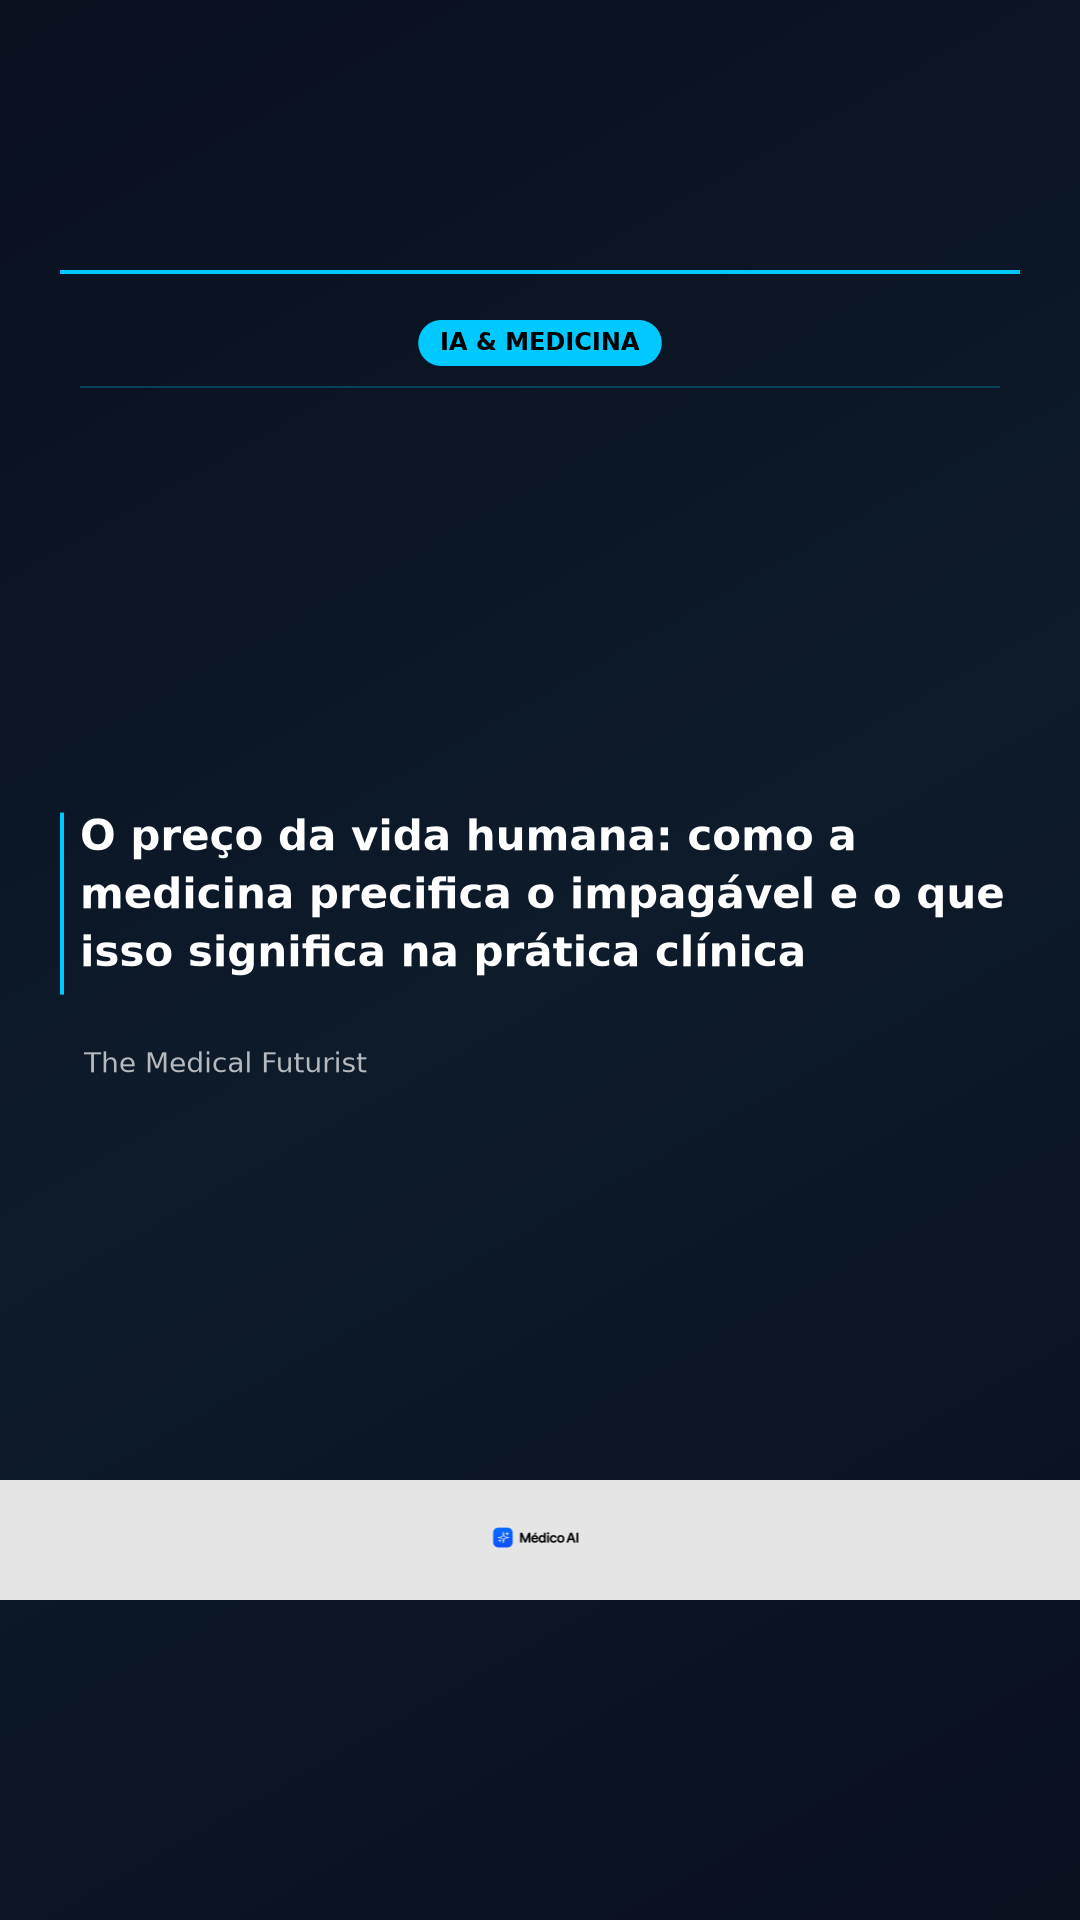 IA & MEDICINA
O preço da vida humana: como a
medicina precifica o impagável e o que
isso significa na prática clínica
The Medical Futurist
Médico AI